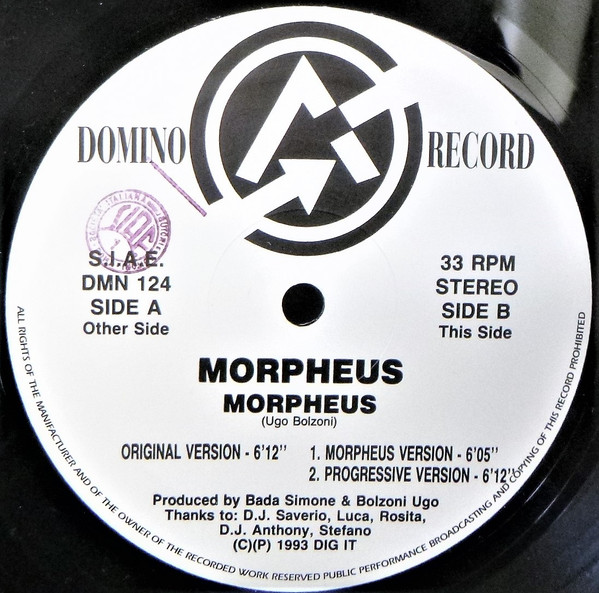 DOMINO RECORD
S.I.A.E.
DMN 124
SIDE A
Other Side
33 RPM
STEREO
SIDE B
This Side
MORPHEUS
MORPHEUS
(Ugo Bolzoni)
ORIGINAL VERSION - 6'12''
1. MORPHEUS VERSION - 6'05''
2. PROGRESSIVE VERSION - 6'12''
Produced by Bada Simone & Bolzoni Ugo
Thanks to: D.J. Saverio, Luca, Rosita,
D.J. Anthony, Stefano
(C)(P) 1993 DIG IT
ALL RIGHTS OF THE MANIFACTURER AND OF THE OWNER OF THE RECORDED WORK RESERVED PUBLIC PERFORMANCE BROADCASTING AND COPYING OF THIS RECORD PROHIBITED